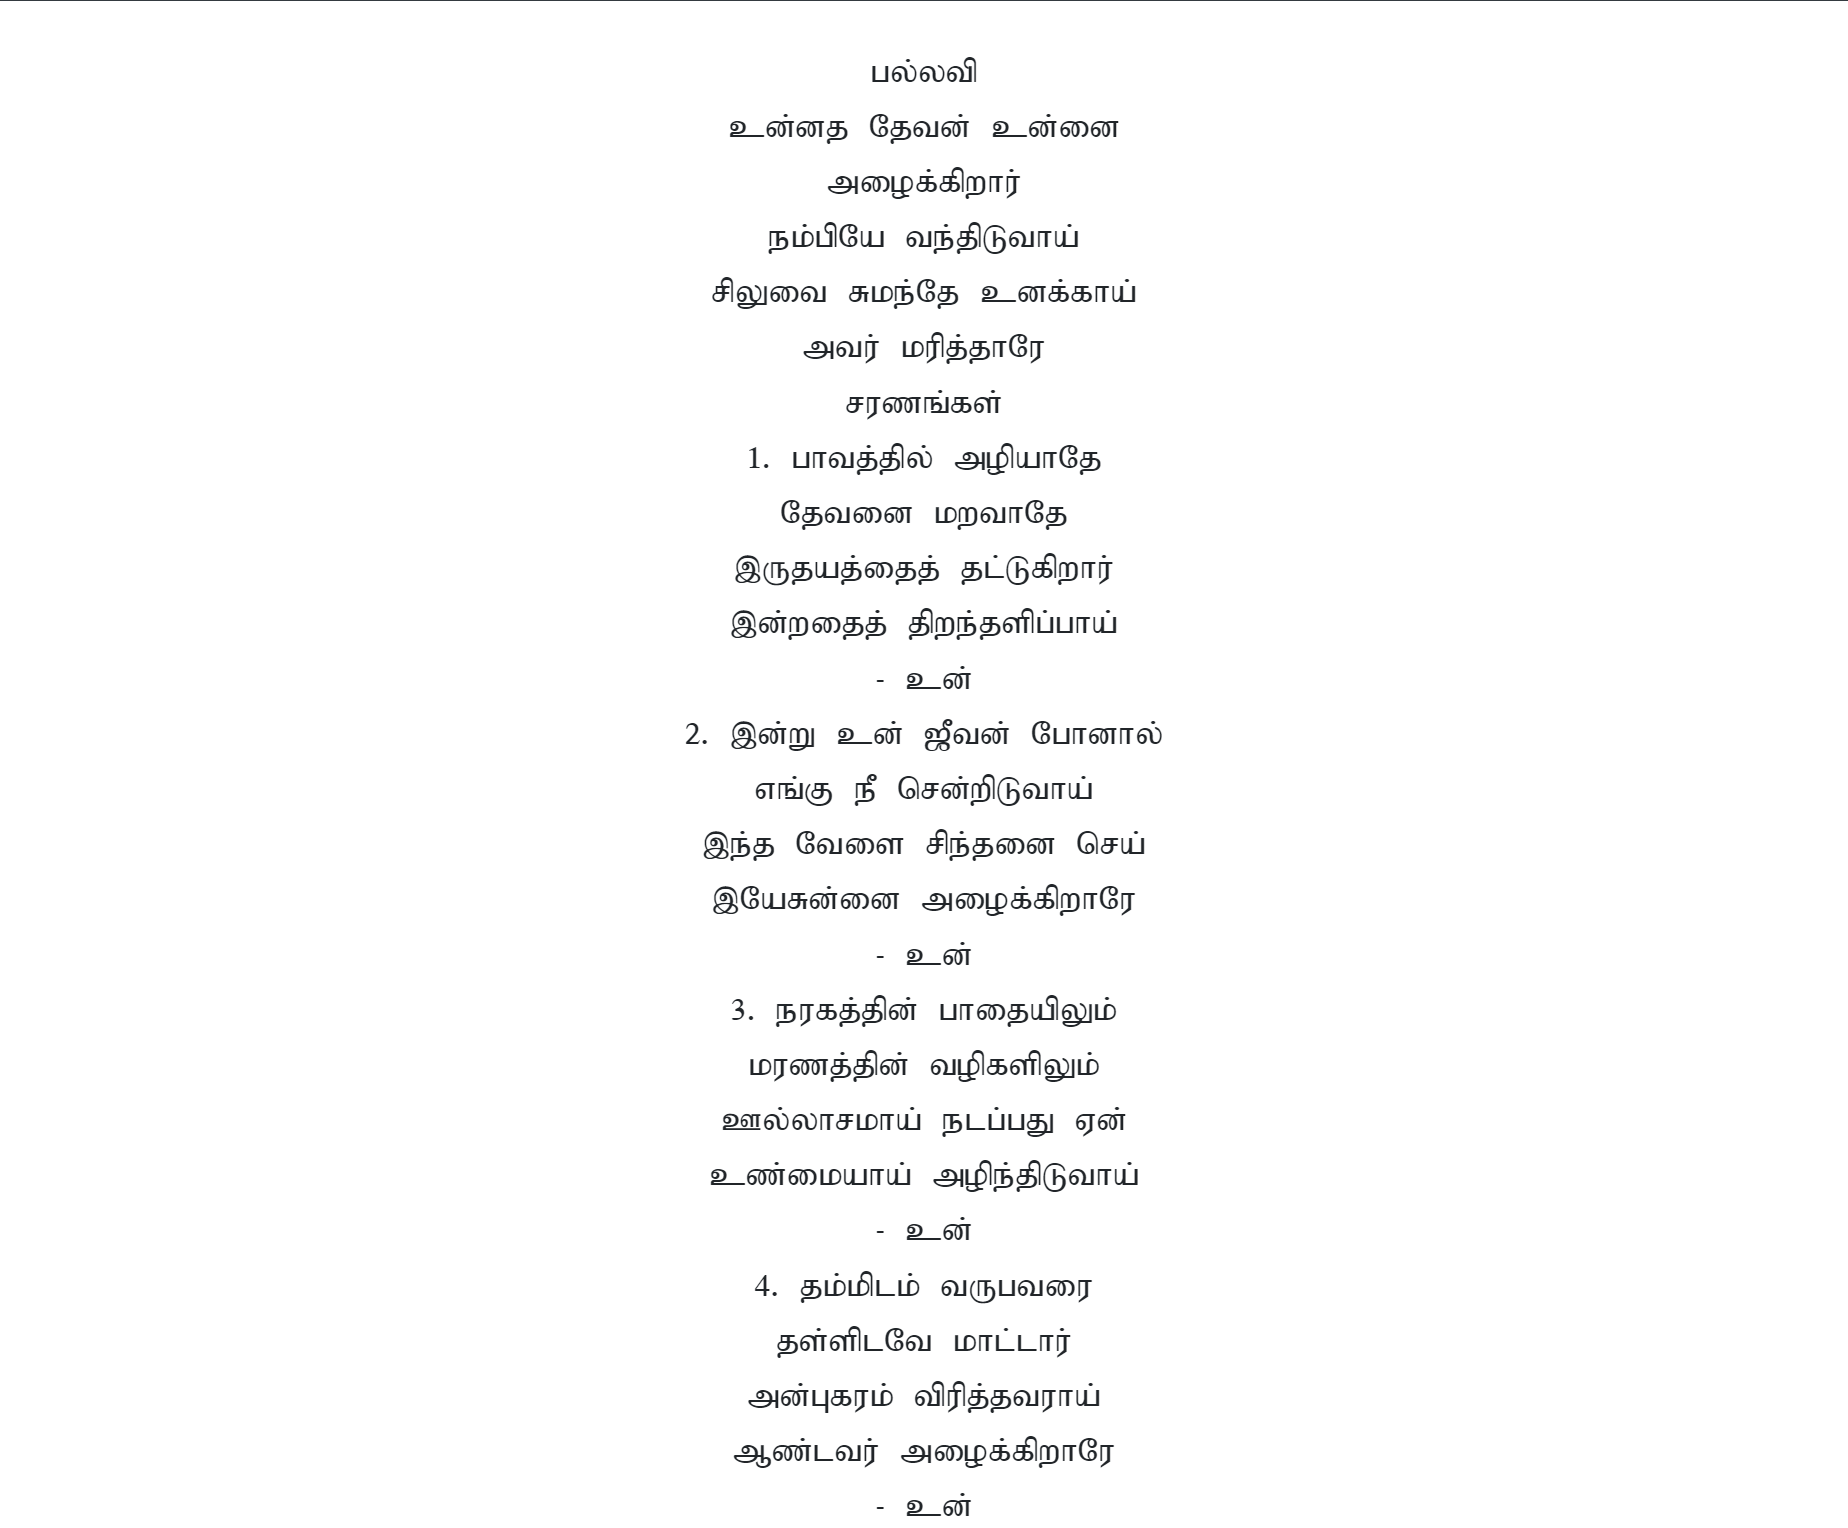 பல்லவி
உன்னத தேவன் உன்னை
அழைக்கிறார்
நம்பியே வந்திடுவாய்
சிலுவை சுமந்தே உனக்காய்
அவர் மரித்தாரே
சரணங்கள்
1. பாவத்தில் அழியாதே
தேவனை மறவாதே
இருதயத்தைத் தட்டுகிறார்
இன்றதைத் திறந்தளிப்பாய்
- உன்
2. இன்று உன் ஜீவன் போனால்
எங்கு நீ சென்றிடுவாய்
இந்த வேளை சிந்தனை செய்
இயேசுன்னை அழைக்கிறாரே
- உன்
3. நரகத்தின் பாதையிலும்
மரணத்தின் வழிகளிலும்
ஊல்லாசமாய் நடப்பது ஏன்
உண்மையாய் அழிந்திடுவாய்
- உன்
4. தம்மிடம் வருபவரை
தள்ளிடவே மாட்டார்
அன்புகரம் விரித்தவராய்
ஆண்டவர் அழைக்கிறாரே
- உன்